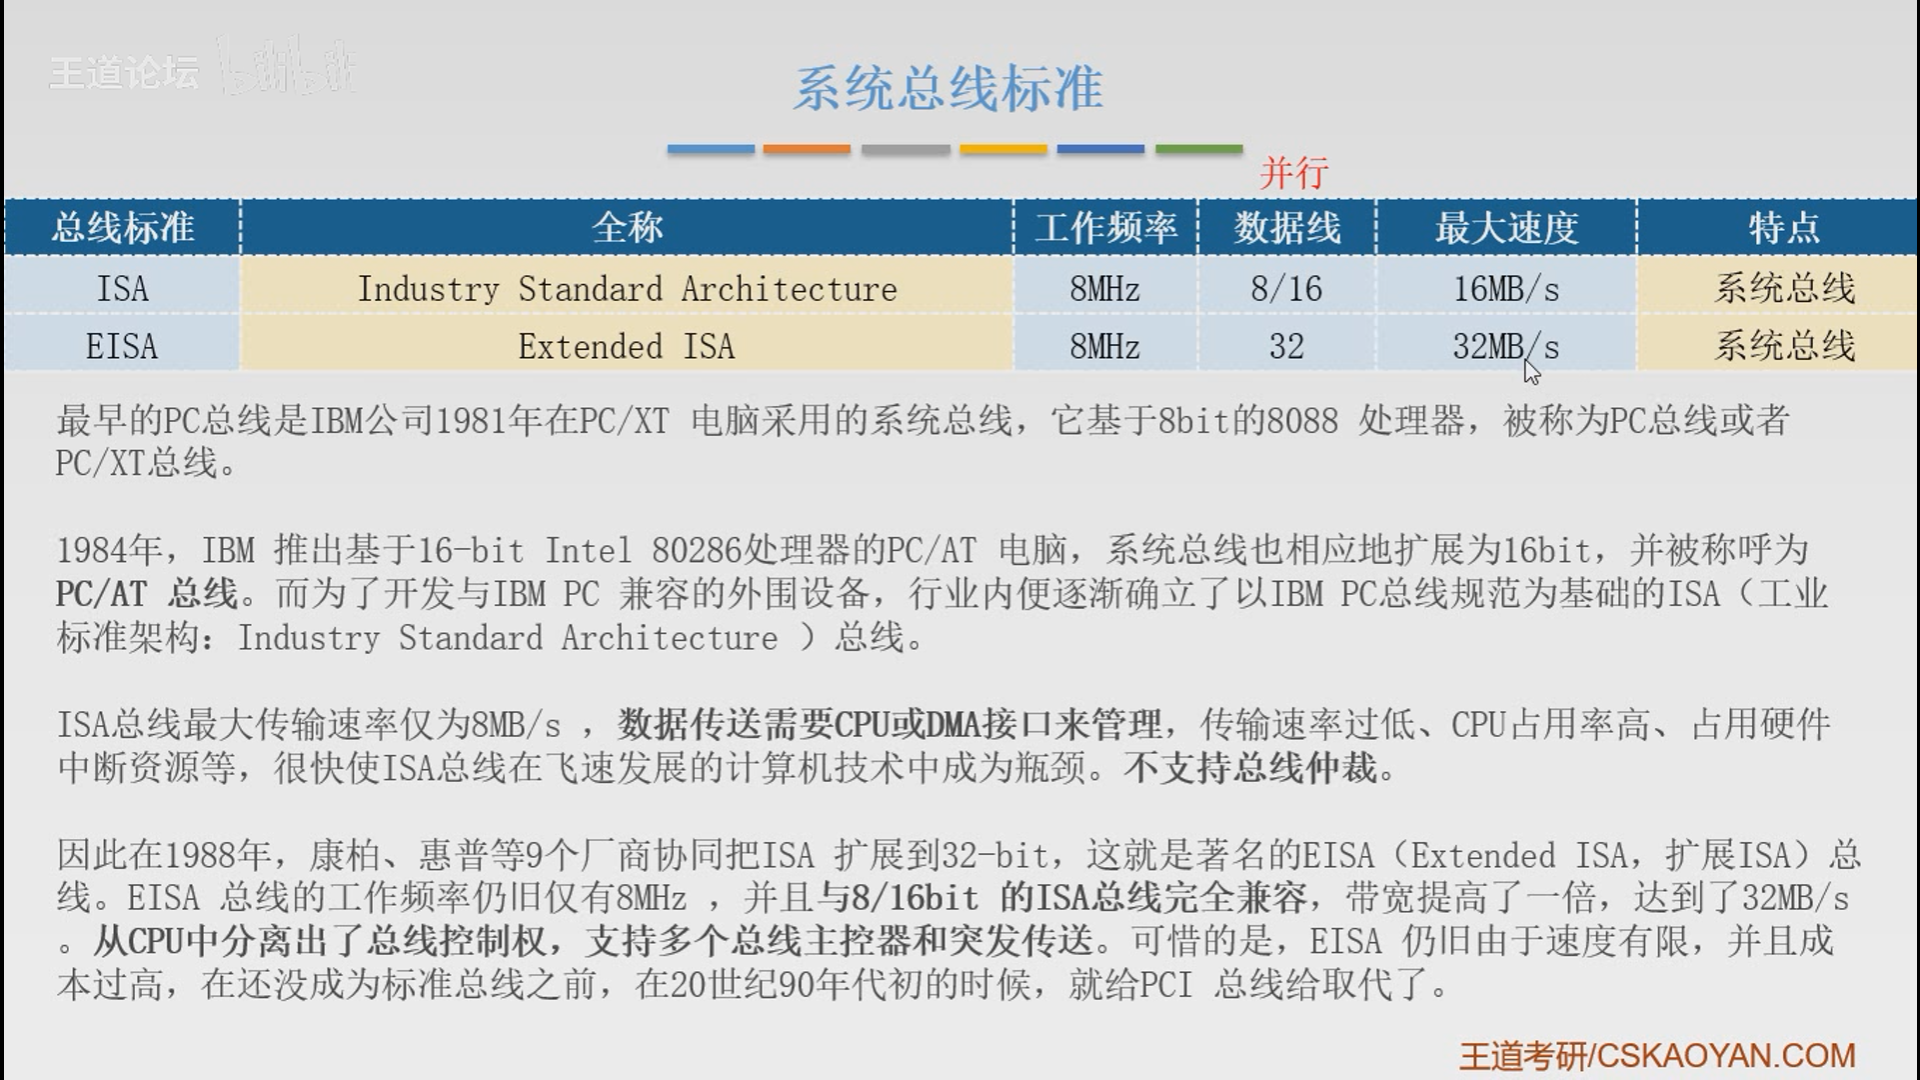 王道论坛 bilibili
系统总线标准
并行
总线标准 全称 工作频率 数据线 最大速度 特点
ISA Industry Standard Architecture 8MHz 8/16 16MB/s 系统总线
EISA Extended ISA 8MHz 32 32MB/s 系统总线
最早的PC总线是IBM公司1981年在PC/XT 电脑采用的系统总线，它基于8bit的8088 处理器，被称为PC总线或者
PC/XT总线。
1984年，IBM 推出基于16-bit Intel 80286处理器的PC/AT 电脑，系统总线也相应地扩展为16bit，并被称呼为
PC/AT 总线。而为了开发与IBM PC 兼容的外围设备，行业内便逐渐确立了以IBM PC总线规范为基础的ISA（工业
标准架构：Industry Standard Architecture ）总线。
ISA总线最大传输速率仅为8MB/s ，数据传送需要CPU或DMA接口来管理，传输速率过低、CPU占用率高、占用硬件
中断资源等，很快使ISA总线在飞速发展的计算机技术中成为瓶颈。不支持总线仲裁。
因此在1988年，康柏、惠普等9个厂商协同把ISA 扩展到32-bit，这就是著名的EISA（Extended ISA，扩展ISA）总
线。EISA 总线的工作频率仍旧仅有8MHz ，并且与8/16bit 的ISA总线完全兼容，带宽提高了一倍，达到了32MB/s
。从CPU中分离出了总线控制权，支持多个总线主控器和突发传送。可惜的是，EISA 仍旧由于速度有限，并且成
本过高，在还没成为标准总线之前，在20世纪90年代初的时候，就给PCI 总线给取代了。
王道考研/CSKAOYAN.COM